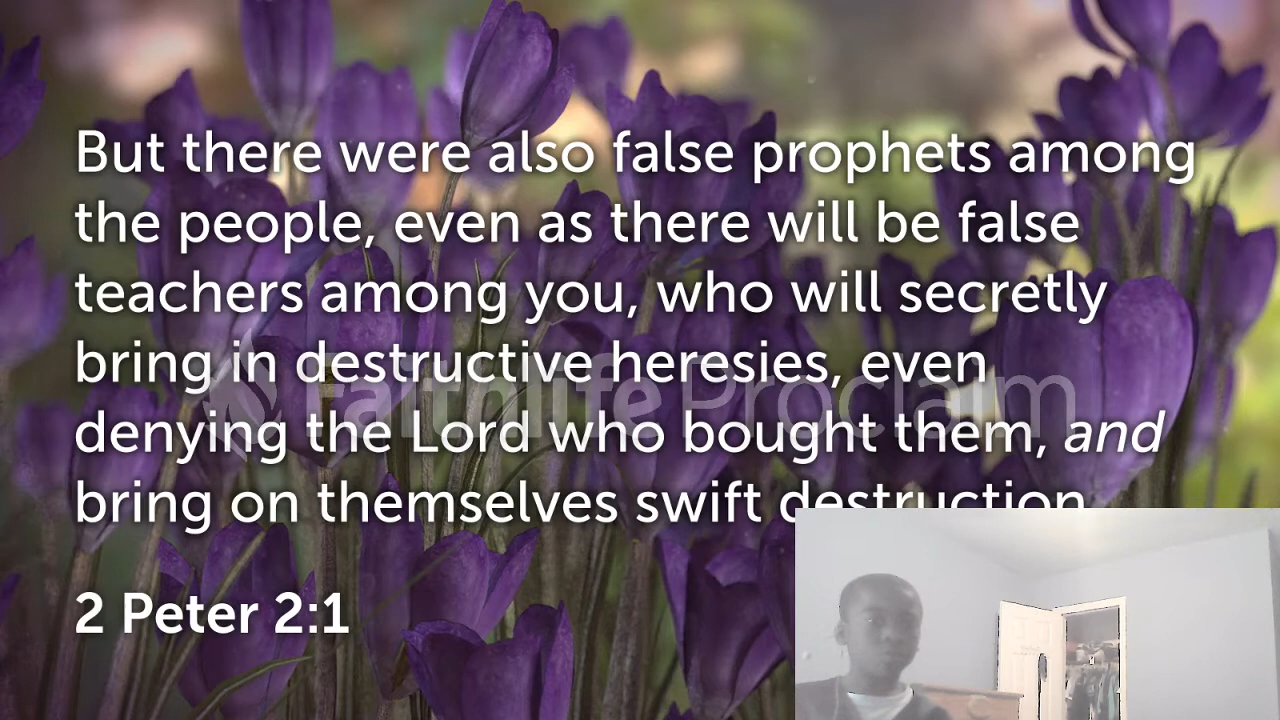 But there were also false prophets among
the people, even as there will be false
teachers among you, who will secretly
bring in destructive heresies, even
denying the Lord who bought them, and
bring on themselves swift destruction
Faithlife Proclaim
2 Peter 2:1